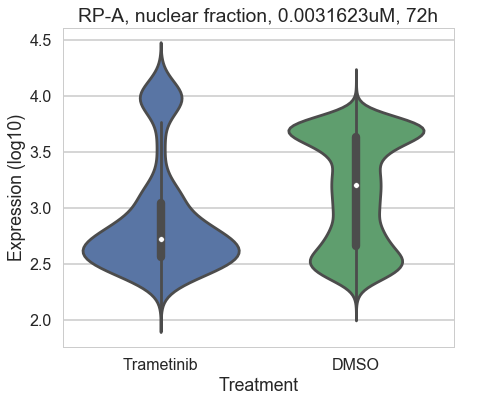 RP-A, nuclear fraction, 0.0031623uM, 72h
Expression (log10)
4.5
4.0
3.5
3.0
2.5
2.0
Trametinib DMSO
Treatment